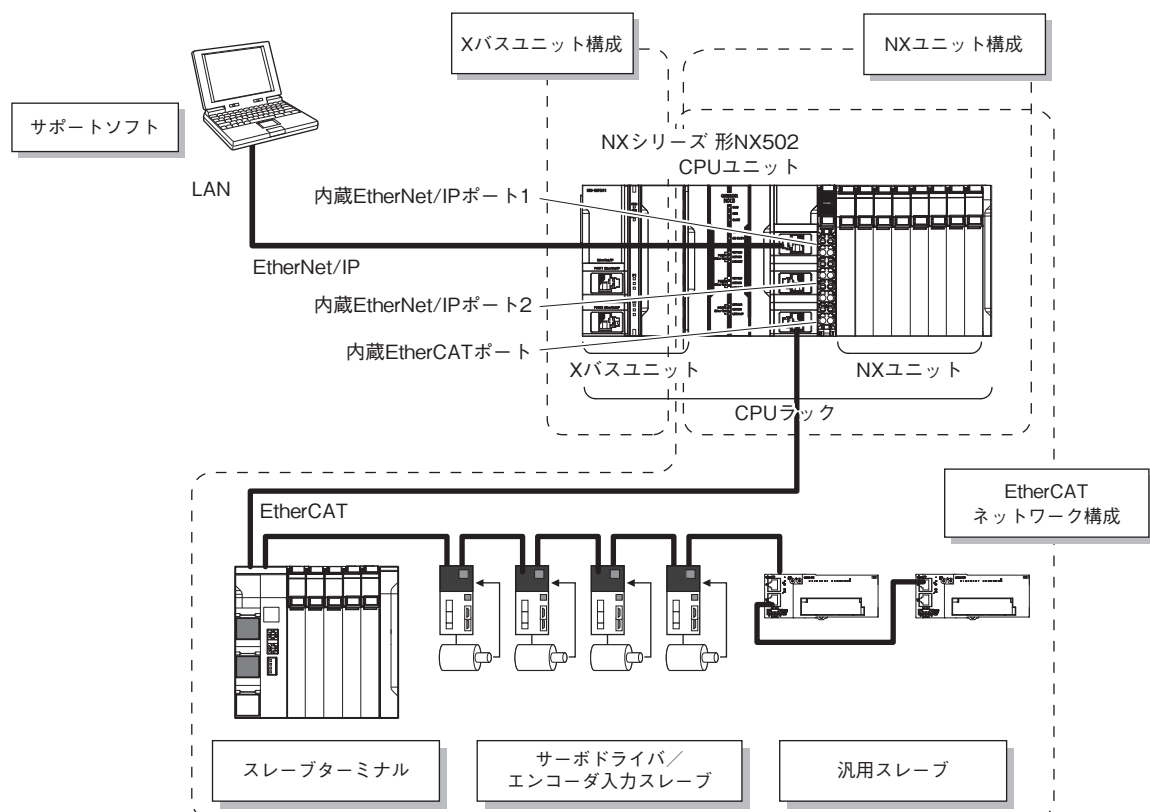 Xバスユニット構成
NXユニット構成
サポートソフト
NXシリーズ 形NX502
CPUユニット
LAN
内蔵EtherNet/IPポート1
EtherNet/IP
内蔵EtherNet/IPポート2
内蔵EtherCATポート
Xバスユニット
NXユニット
CPUラック
EtherCAT
ネットワーク構成
EtherCAT
スレーブターミナル
サーボドライバ／
エンコーダ入力スレーブ
汎用スレーブ